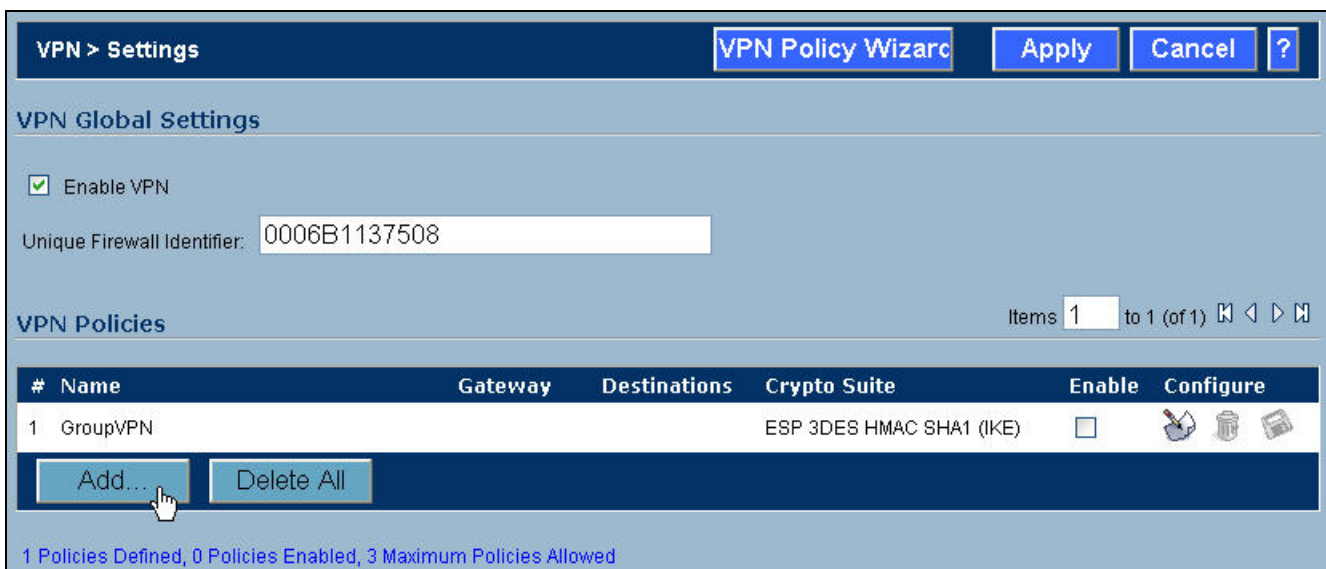 VPN > Settings VPN Policy Wizarc Apply Cancel ?
VPN Global Settings
Enable VPN
Unique Firewall Identifier: 0006B1137508
VPN Policies Items 1 to 1 (of 1)
# Name Gateway Destinations Crypto Suite Enable Configure
1 GroupVPN ESP 3DES HMAC SHA1 (IKE)
Add... Delete All
1 Policies Defined, 0 Policies Enabled, 3 Maximum Policies Allowed